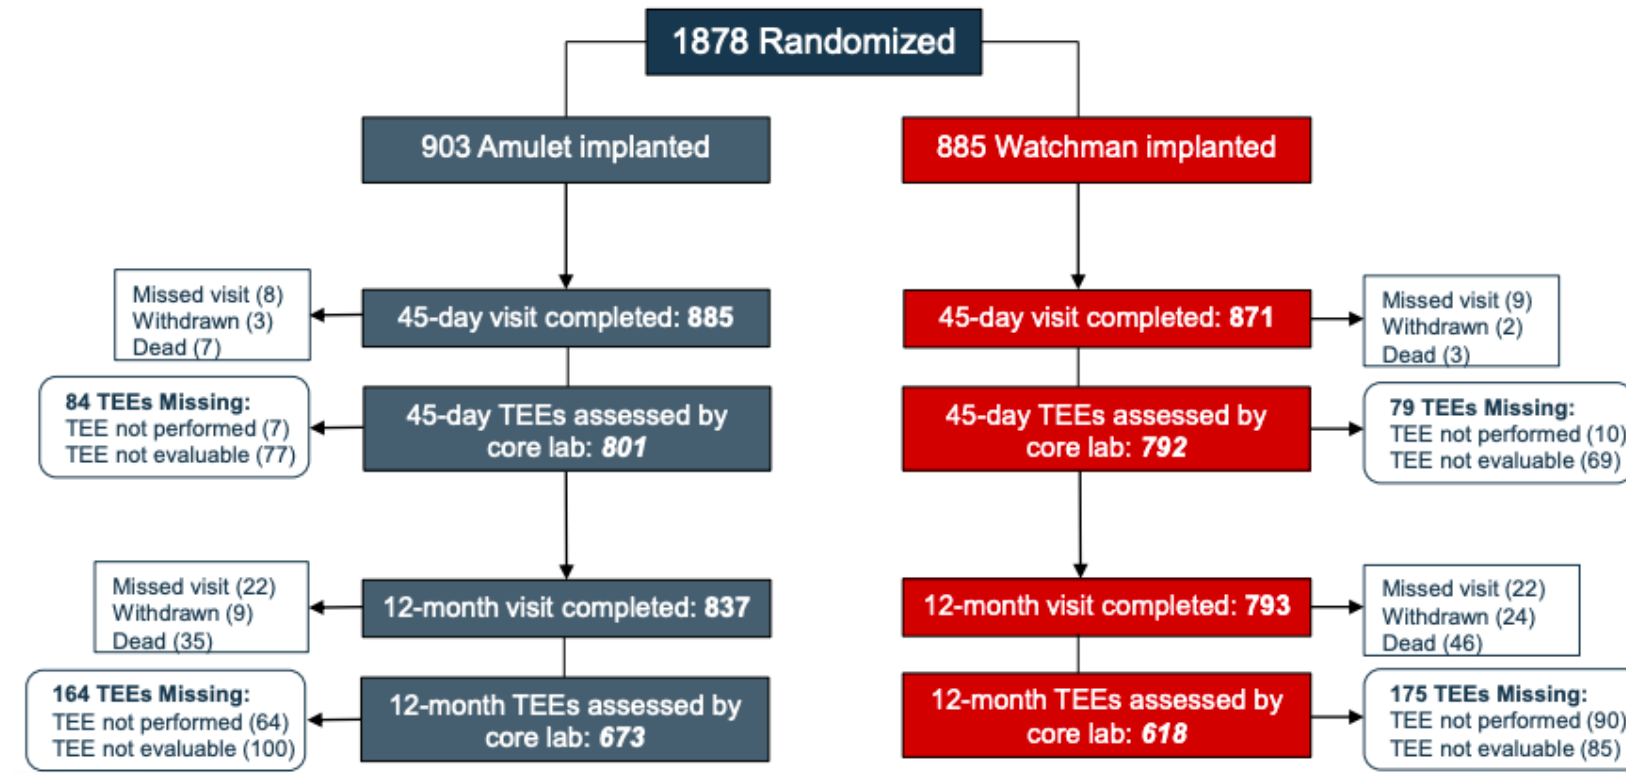 1878 Randomized
903 Amulet implanted
885 Watchman implanted
Missed visit (8)
Withdrawn (3)
Dead (7)
45-day visit completed: 885
45-day visit completed: 871
Missed visit (9)
Withdrawn (2)
Dead (3)
84 TEEs Missing:
TEE not performed (7)
TEE not evaluable (77)
45-day TEEs assessed by
core lab: 801
45-day TEEs assessed by
core lab: 792
79 TEEs Missing:
TEE not performed (10)
TEE not evaluable (69)
Missed visit (22)
Withdrawn (9)
Dead (35)
12-month visit completed: 837
12-month visit completed: 793
Missed visit (22)
Withdrawn (24)
Dead (46)
164 TEEs Missing:
TEE not performed (64)
TEE not evaluable (100)
12-month TEEs assessed by
core lab: 673
12-month TEEs assessed by
core lab: 618
175 TEEs Missing:
TEE not performed (90)
TEE not evaluable (85)